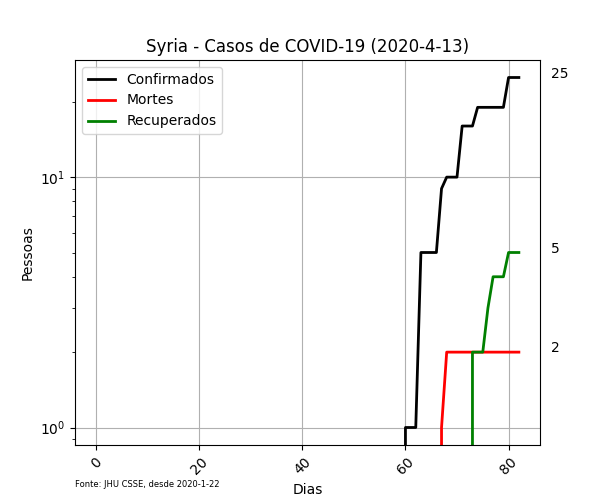 Syria - Casos de COVID-19 (2020-4-13)
Confirmados
Mortes
Recuperados
25
5
2
10¹
10⁰
Pessoas
0
20
40
60
80
Dias
Fonte: JHU CSSE, desde 2020-1-22